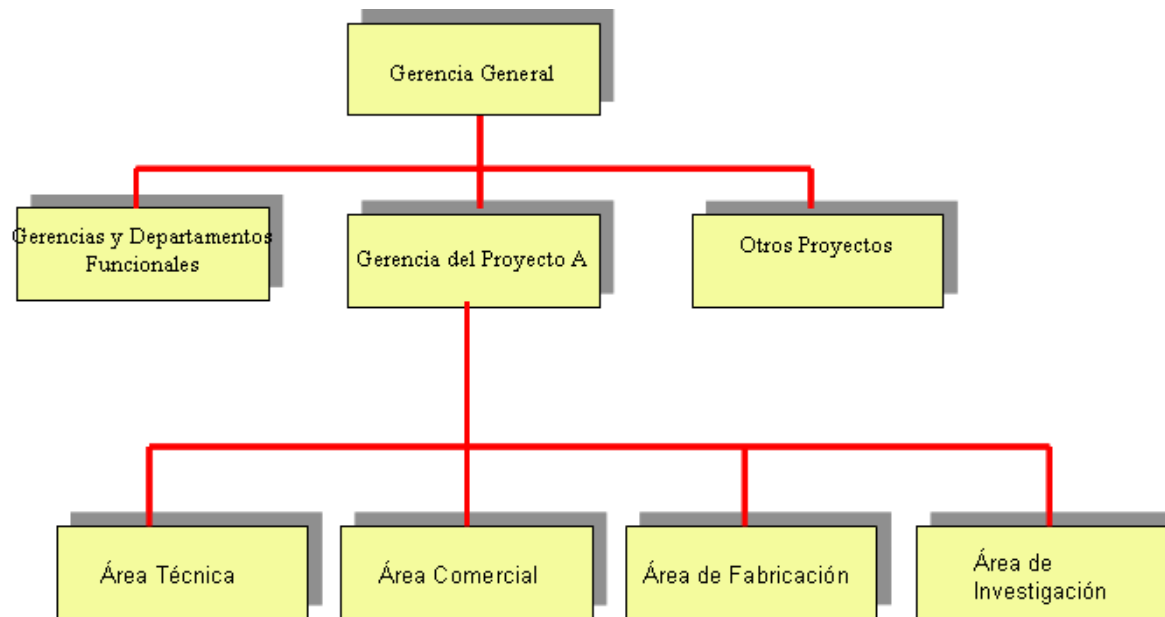 Gerencia General
Gerencias y Departamentos
Funcionales
Gerencia del Proyecto A
Otros Proyectos
Área Técnica
Área Comercial
Área de Fabricación
Área de
Investigación